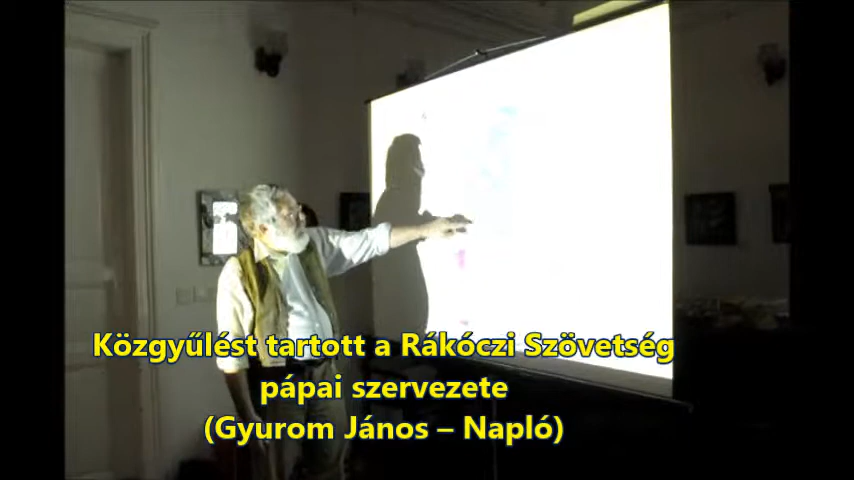 Közgyűlést tartott a Rákóczi Szövetség
pápai szervezete
(Gyurom János – Napló)